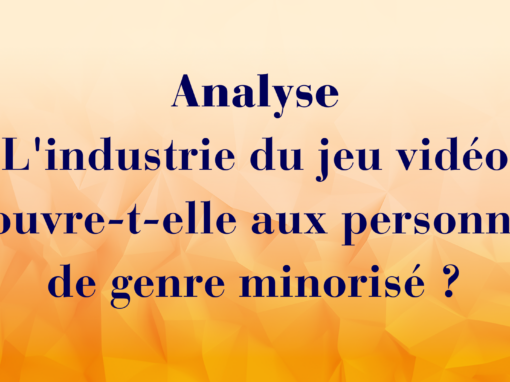 Analyse
L'industrie du jeu vidéo
ouvre-t-elle aux personn
de genre minorisé ?